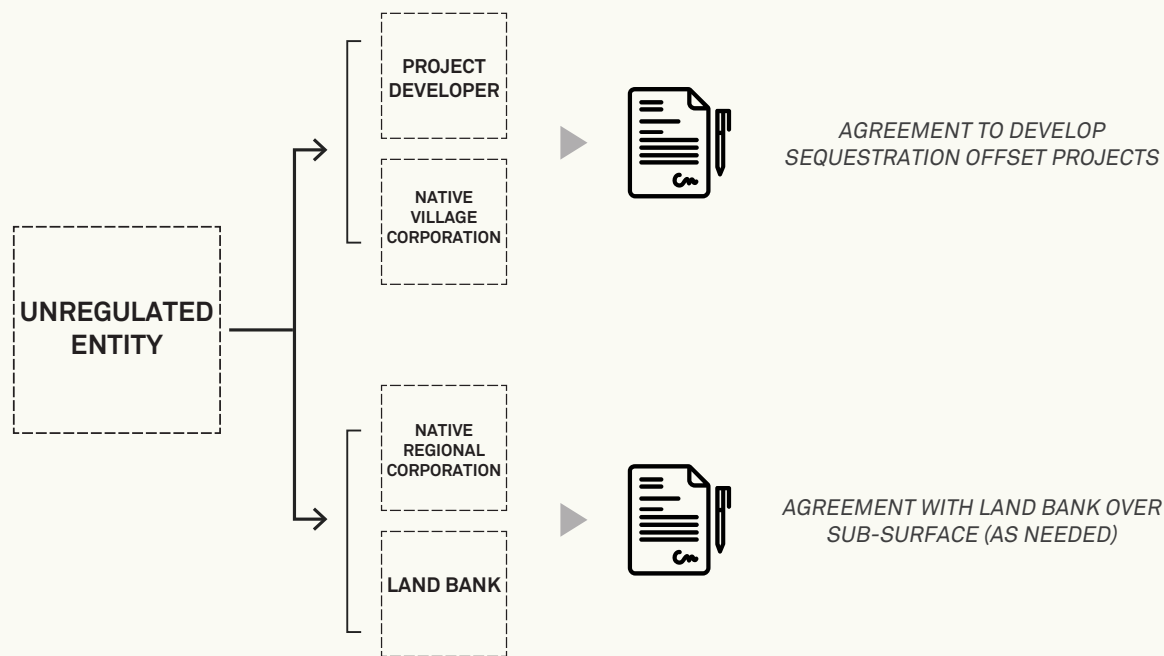 PROJECT
DEVELOPER
AGREEMENT TO DEVELOP
SEQUESTRATION OFFSET PROJECTS
NATIVE
VILLAGE
CORPORATION
UNREGULATED
ENTITY
NATIVE
REGIONAL
CORPORATION
AGREEMENT WITH LAND BANK OVER
SUB-SURFACE (AS NEEDED)
LAND BANK